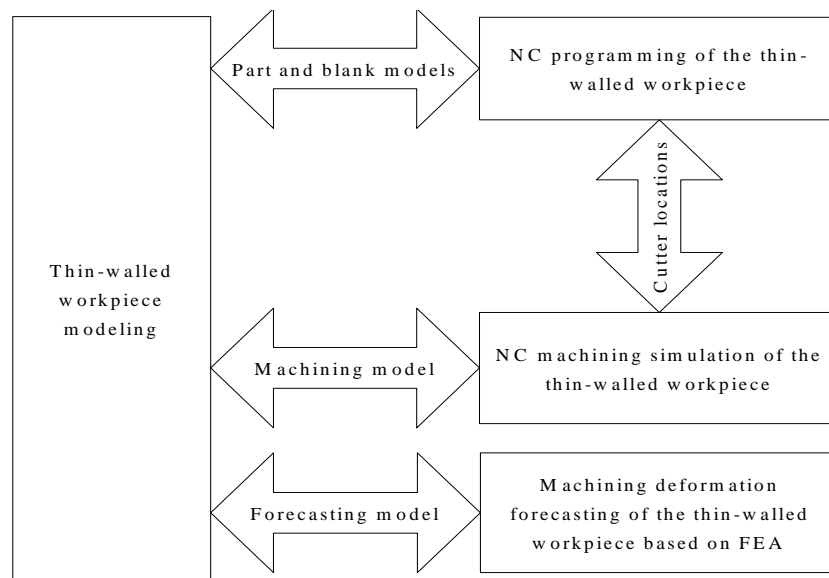 Part and blank models
NC programming of the thin-
walled workpiece
Cutter locations
Thin-walled
workpiece
modeling
Machining model
NC machining simulation of the
thin-walled workpiece
Forecasting model
Machining deformation
forecasting of the thin-walled
workpiece based on FEA